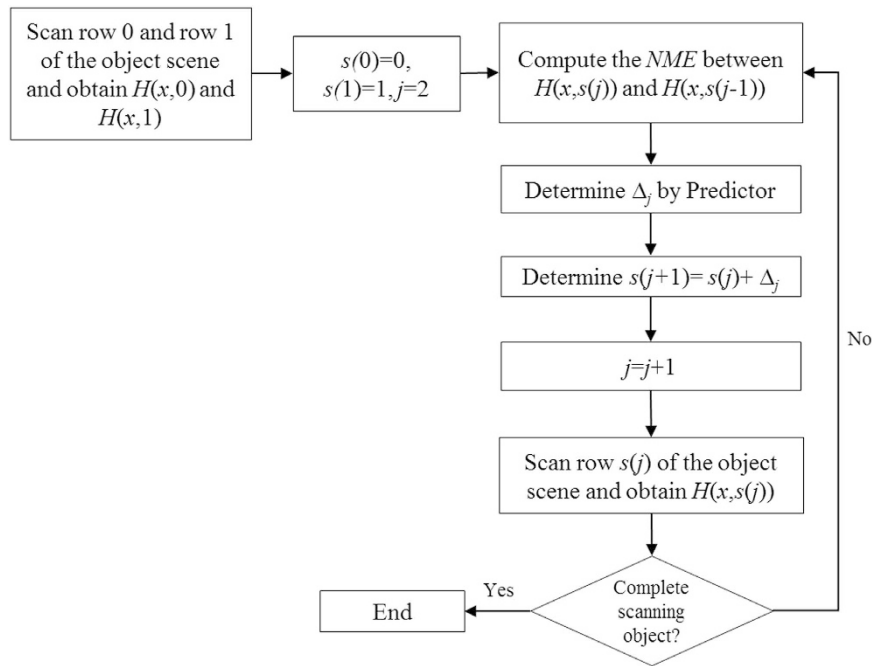 Scan row 0 and row 1
of the object scene
and obtain H(x,0) and
H(x,1)
s(0)=0,
s(1)=1,j=2
Compute the NME between
H(x,s(j)) and H(x,s(j-1))
Determine Δj by Predictor
Determine s(j+1)= s(j)+ Δj
j=j+1
Scan row s(j) of the object
scene and obtain H(x,s(j))
Complete
scanning
object?
Yes
End
No